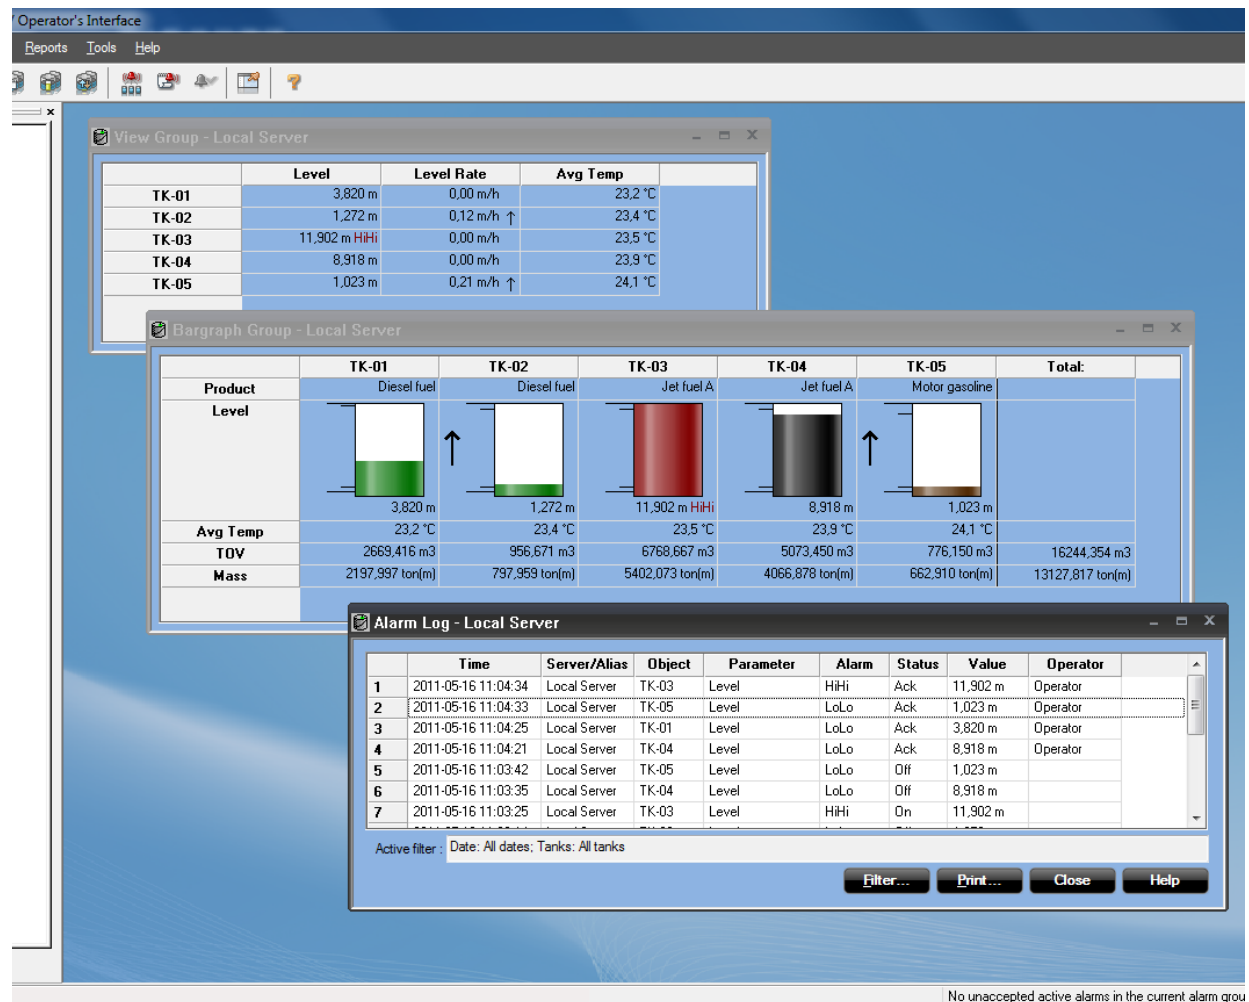 Operator's Interface
Reports Tools Help
View Group - Local Server
Level Level Rate Avg Temp
TK-01 3,820 m 0,00 m/h 23,2 °C
TK-02 1,272 m 0,12 m/h ↑ 23,4 °C
TK-03 11,902 m HiHi 0,00 m/h 23,5 °C
TK-04 8,918 m 0,00 m/h 23,9 °C
TK-05 1,023 m 0,21 m/h ↑ 24,1 °C
Bargraph Group - Local Server
TK-01 TK-02 TK-03 TK-04 TK-05 Total:
Product Diesel fuel Diesel fuel Jet fuel A Jet fuel A Motor gasoline
Level
3,820 m 1,272 m 11,902 m HiHi 8,918 m 1,023 m
Avg Temp 23,2 °C 23,4 °C 23,5 °C 23,9 °C 24,1 °C
TOV 2669,416 m3 956,671 m3 6768,667 m3 5073,450 m3 776,150 m3 16244,354 m3
Mass 2197,997 ton(m) 797,959 ton(m) 5402,073 ton(m) 4066,878 ton(m) 662,910 ton(m) 13127,817 ton(m)
Alarm Log - Local Server
Time Server/Alias Object Parameter Alarm Status Value Operator
1 2011-05-16 11:04:34 Local Server TK-03 Level HiHi Ack 11,902 m Operator
2 2011-05-16 11:04:33 Local Server TK-05 Level LoLo Ack 1,023 m Operator
3 2011-05-16 11:04:25 Local Server TK-01 Level LoLo Ack 3,820 m Operator
4 2011-05-16 11:04:21 Local Server TK-04 Level LoLo Ack 8,918 m Operator
5 2011-05-16 11:03:42 Local Server TK-05 Level LoLo Off 1,023 m
6 2011-05-16 11:03:35 Local Server TK-04 Level LoLo Off 8,918 m
7 2011-05-16 11:03:25 Local Server TK-03 Level HiHi On 11,902 m
Active filter : Date: All dates; Tanks: All tanks
Filter... Print... Close Help
No unaccepted active alarms in the current alarm grou